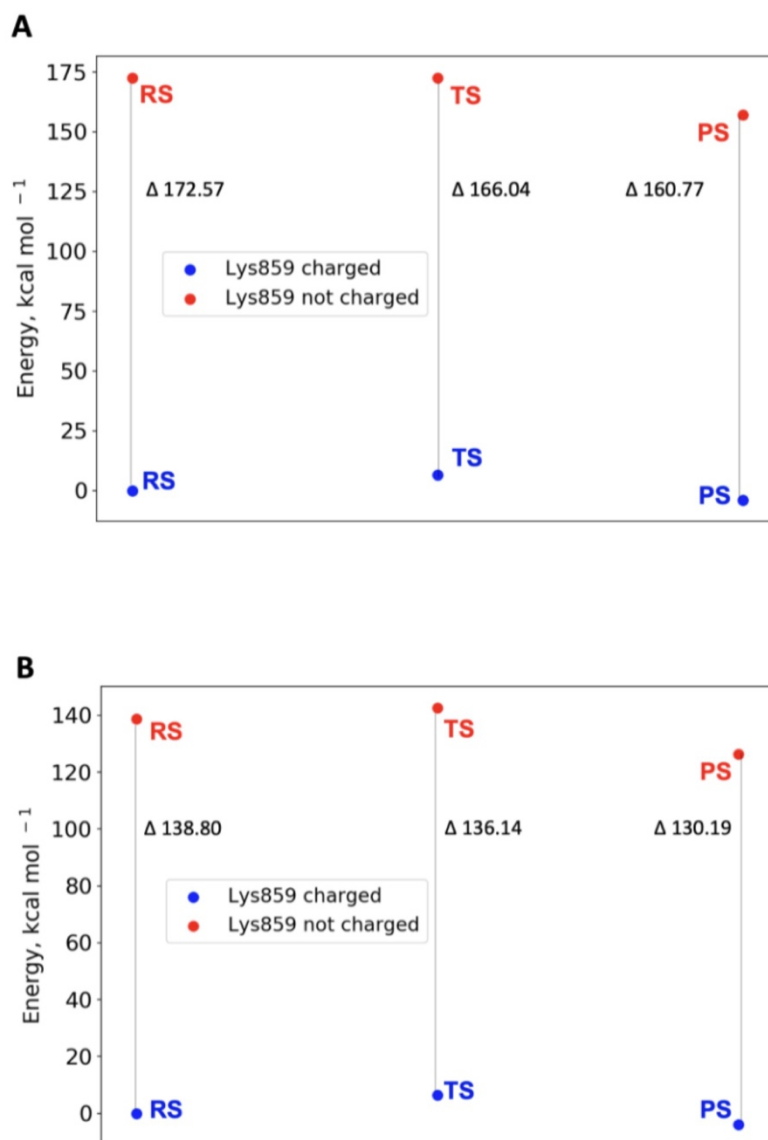 A
175
RS
TS
150
PS
125
Δ 172.57
Δ 166.04
Δ 160.77
100
Lys859 charged
Lys859 not charged
75
50
25
0
RS
TS
PS
Energy, kcal mol ⁻¹
B
140
RS
TS
PS
120
100
Δ 138.80
Δ 136.14
Δ 130.19
80
Lys859 charged
Lys859 not charged
60
40
20
0
RS
TS
PS
Energy, kcal mol ⁻¹